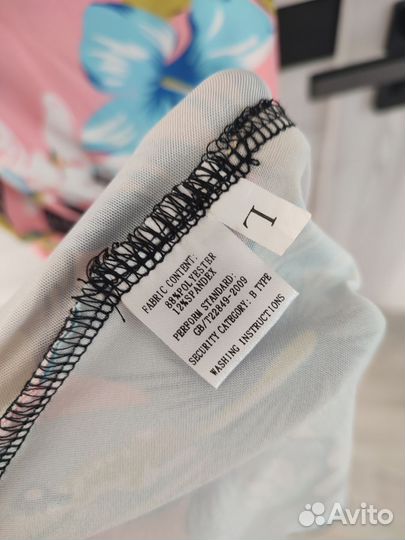 L
FABRIC CONTENT:
88%POLYESTER
12%SPANDEX
PERFORM STANDARD:
GB/T22849-2009
SECURITY CATEGORY: B TYPE
WASHING INSTRUCTIONS
Avito